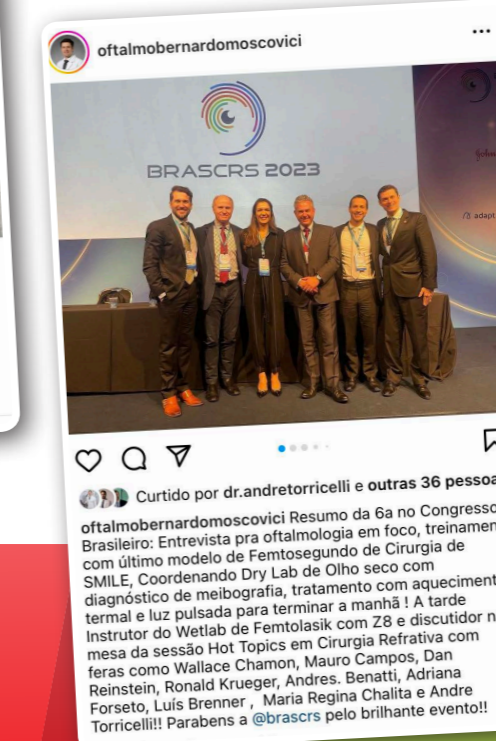 oftalmobernardomoscovici
BRASCRS 2023
Curtido por dr.andretorricelli e outras 36 pessoa
oftalmobernardomoscovici Resumo da 6a no Congresso
Brasileiro: Entrevista pra oftalmologia em foco, treinamen
com último modelo de Femtosegundo de Cirurgia de
SMILE, Coordenando Dry Lab de Olho seco com
diagnóstico de meibografia, tratamento com aqueciment
termal e luz pulsada para terminar a manhã ! A tarde
Instrutor do Wetlab de Femtolasik com Z8 e discutidor n
mesa da sessão Hot Topics em Cirurgia Refrativa com
feras como Wallace Chamon, Mauro Campos, Dan
Reinstein, Ronald Krueger, Andres. Benatti, Adriana
Forseto, Luís Brenner , Maria Regina Chalita e Andre
Torricelli!! Parabens a @brascrs pelo brilhante evento!!